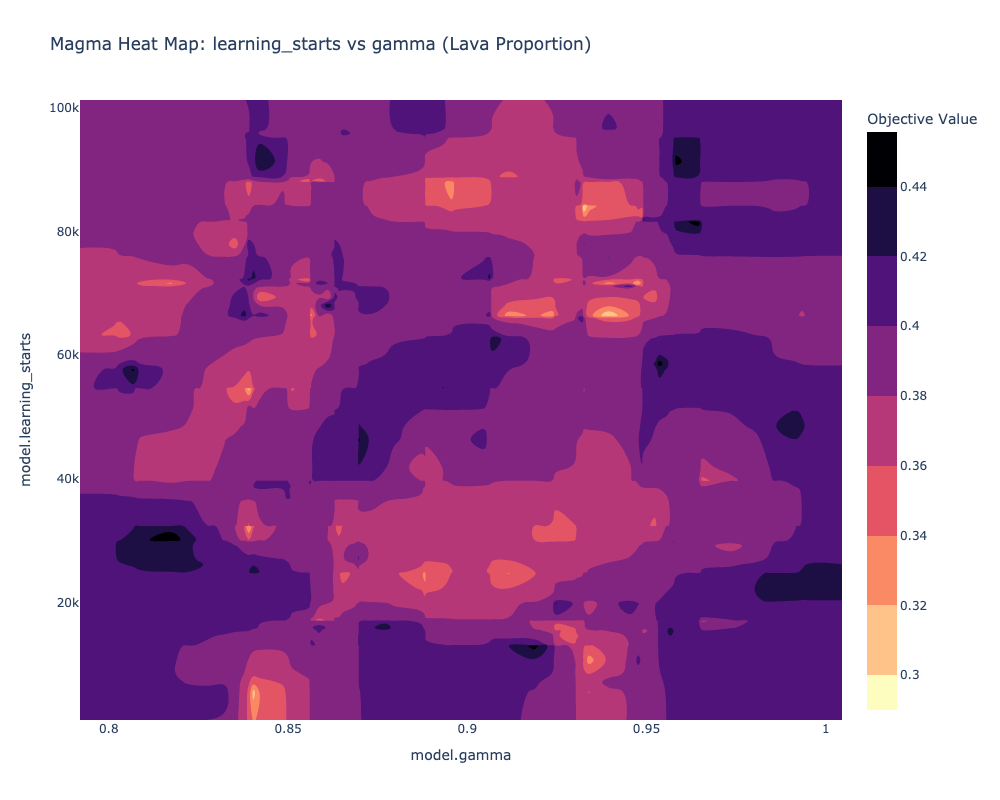 Magma Heat Map: learning_starts vs gamma (Lava Proportion)
Objective Value
100k
80k
60k
40k
20k
model.learning_starts
0.8
0.85
0.9
0.95
1
model.gamma
0.44
0.42
0.4
0.38
0.36
0.34
0.32
0.3